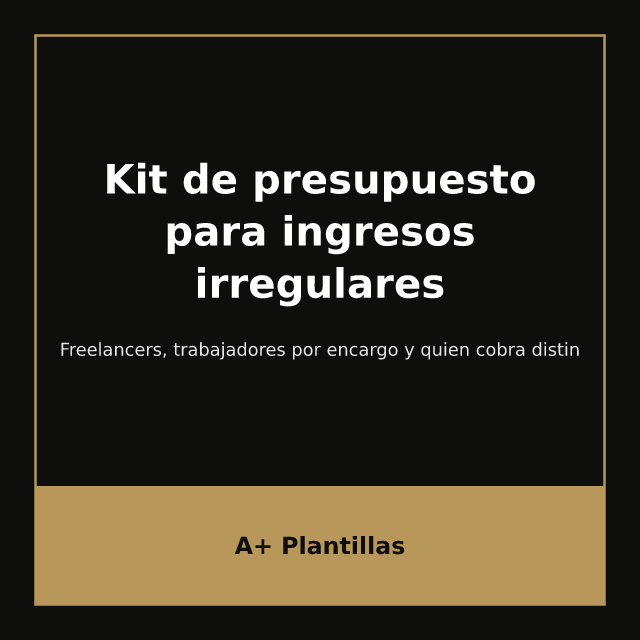 Kit de presupuesto
para ingresos
irregulares
Freelancers, trabajadores por encargo y quien cobra distin
A+ Plantillas